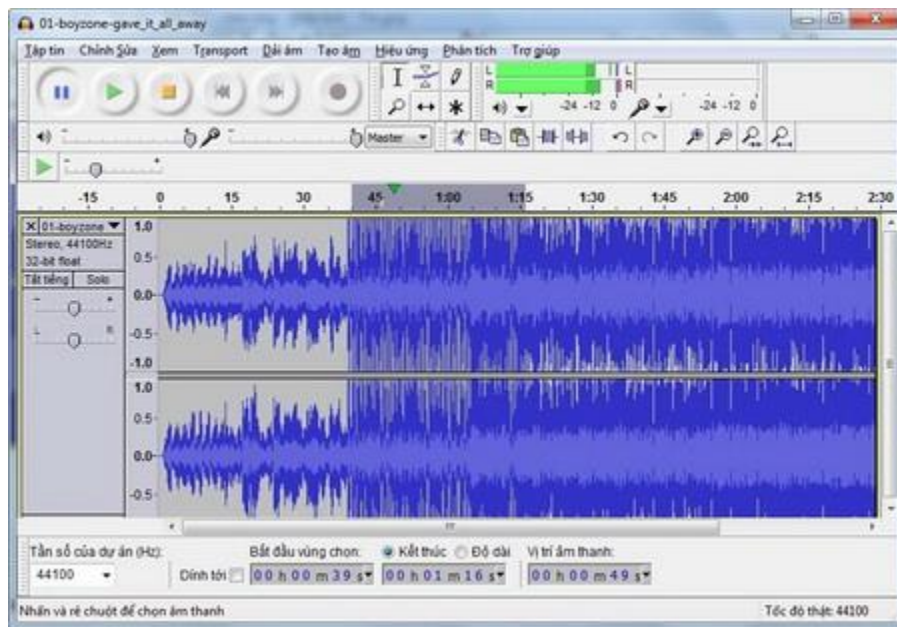 01-boyzone-gave_it_all_away
Tập tin Chỉnh Sửa Xem Transport Dải âm Tạo âm Hiệu ứng Phân tích Trợ giúp
L
R
-24 -12 0
L
R
-24 -12 0
Master
-15 0 15 30 45 1:00 1:15 1:30 1:45 2:00 2:15 2:30
01-boyzone
Stereo, 44100Hz
32-bit float
Tắt tiếng Solo
- +
L R
1.0
0.5
0.0
-0.5
-1.0
1.0
0.5
0.0
-0.5
Tần số của dự án (Hz):
44100
Dính tới
Bắt đầu vùng chọn:
00 h 00 m 39 s
Kết thúc Độ dài
00 h 01 m 16 s
Vị trí âm thanh:
00 h 00 m 49 s
Nhấn và rê chuột để chọn âm thanh
Tốc độ thật: 44100